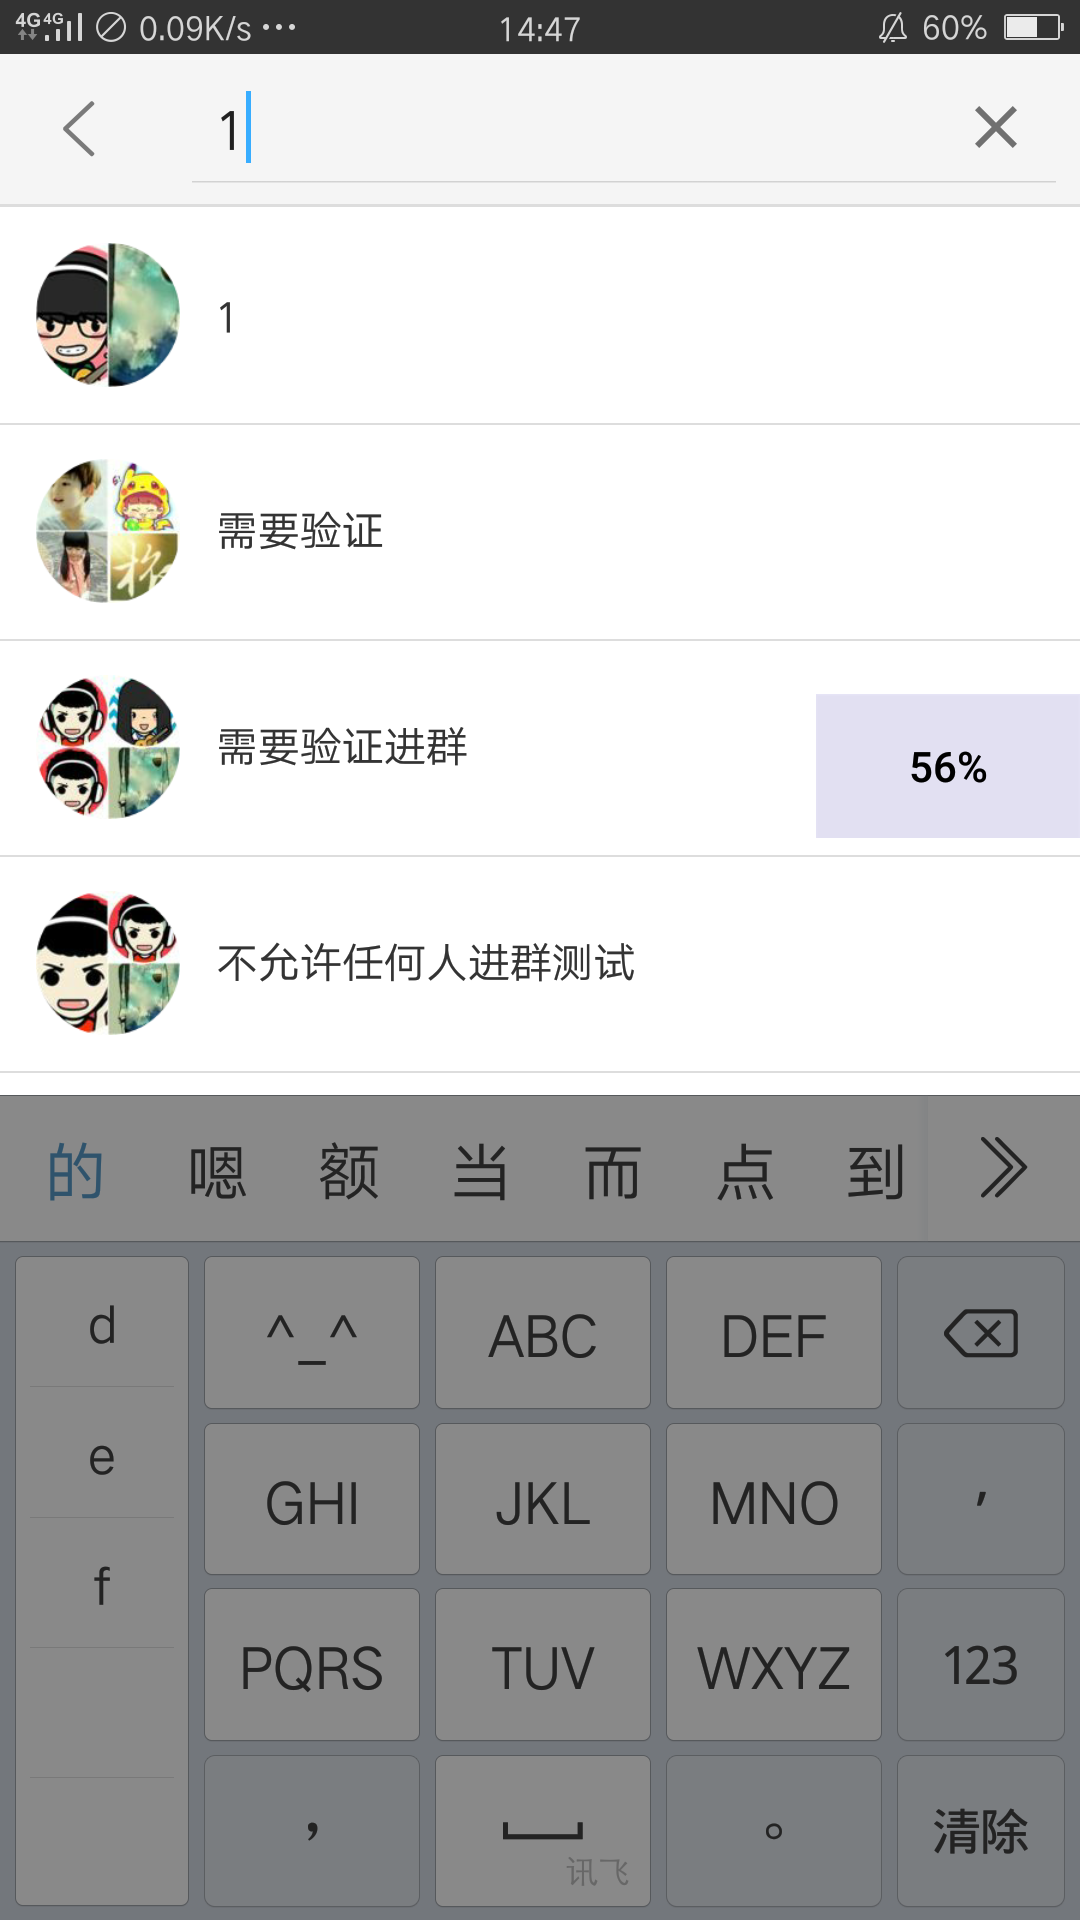 4G 4G 0.09K/s ··· 14:47 60%
1
1
需要验证
需要验证进群
56%
不允许任何人进群测试
的 嗯 额 当 而 点 到
d ^_^ ABC DEF
e GHI JKL MNO ’
f PQRS TUV WXYZ 123
， 讯飞 。 清除